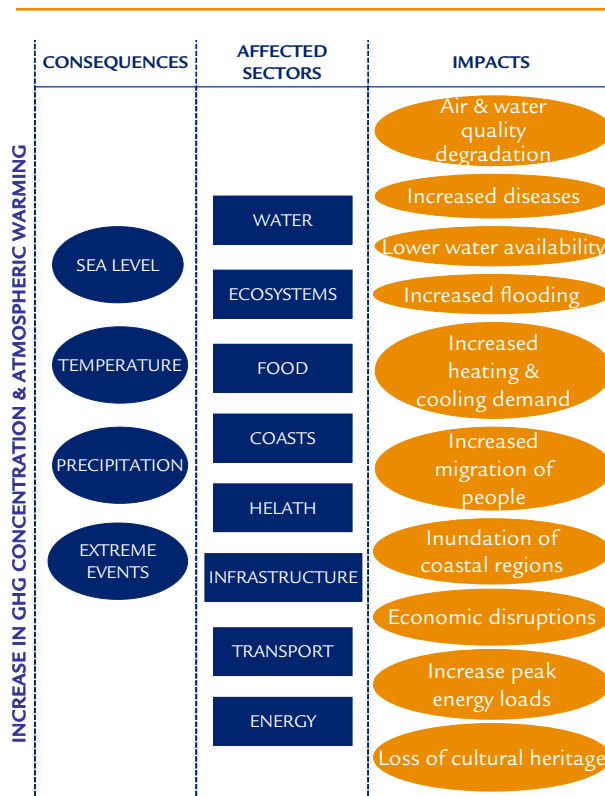 INCREASE IN GHG CONCENTRATION & ATMOSPHERIC WARMING
CONSEQUENCES
SEA LEVEL
TEMPERATURE
PRECIPITATION
EXTREME
EVENTS
AFFECTED
SECTORS
WATER
ECOSYSTEMS
FOOD
COASTS
HELATH
INFRASTRUCTURE
TRANSPORT
ENERGY
IMPACTS
Air & water
quality
degradation
Increased diseases
Lower water availability
Increased flooding
Increased
heating &
cooling demand
Increased
migration of
people
Inundation of
coastal regions
Economic disruptions
Increase peak
energy loads
Loss of cultural heritage